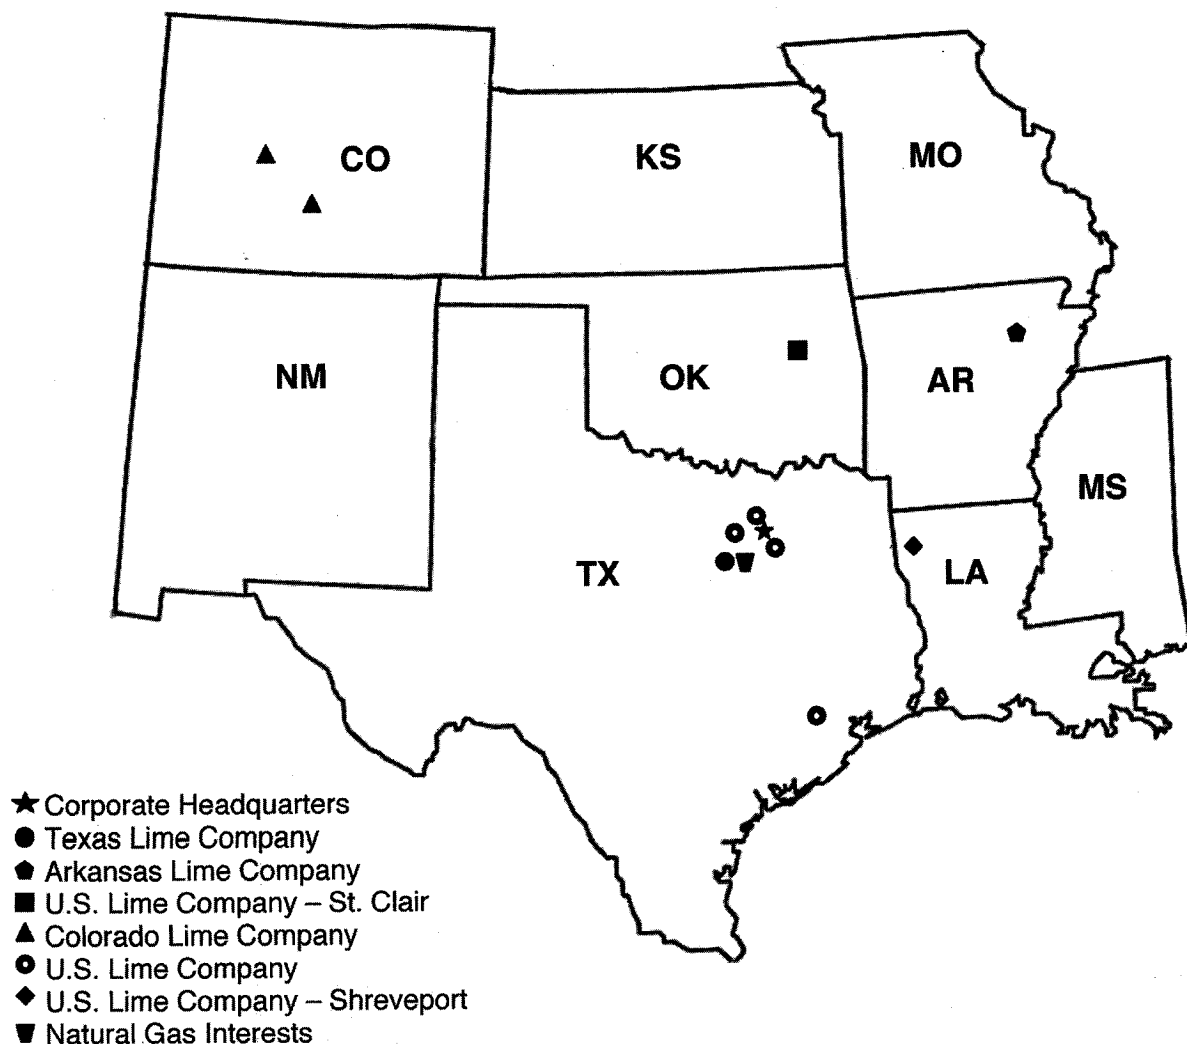 CO
KS
MO
NM
OK
AR
MS
TX
LA
Corporate Headquarters
Texas Lime Company
Arkansas Lime Company
U.S. Lime Company – St. Clair
Colorado Lime Company
U.S. Lime Company
U.S. Lime Company – Shreveport
Natural Gas Interests